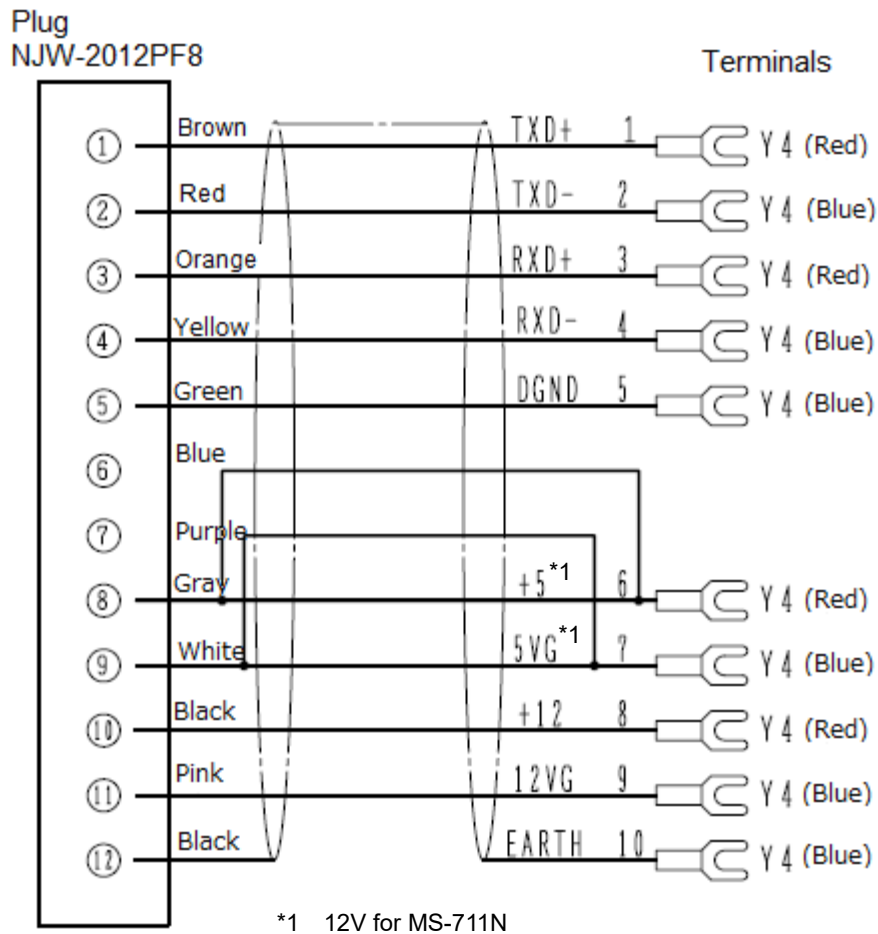 Plug
NJW-2012PF8
Terminals
① Brown TXD+ 1 Y4 (Red)
② Red TXD- 2 Y4 (Blue)
③ Orange RXD+ 3 Y4 (Red)
④ Yellow RXD- 4 Y4 (Blue)
⑤ Green DGND 5 Y4 (Blue)
⑥ Blue
⑦ Purple
⑧ Gray +5 *1 6 Y4 (Red)
⑨ White 5VG *1 7 Y4 (Blue)
⑩ Black +12 8 Y4 (Red)
⑪ Pink 12VG 9 Y4 (Blue)
⑫ Black EARTH 10 Y4 (Blue)
*1 12V for MS-711N